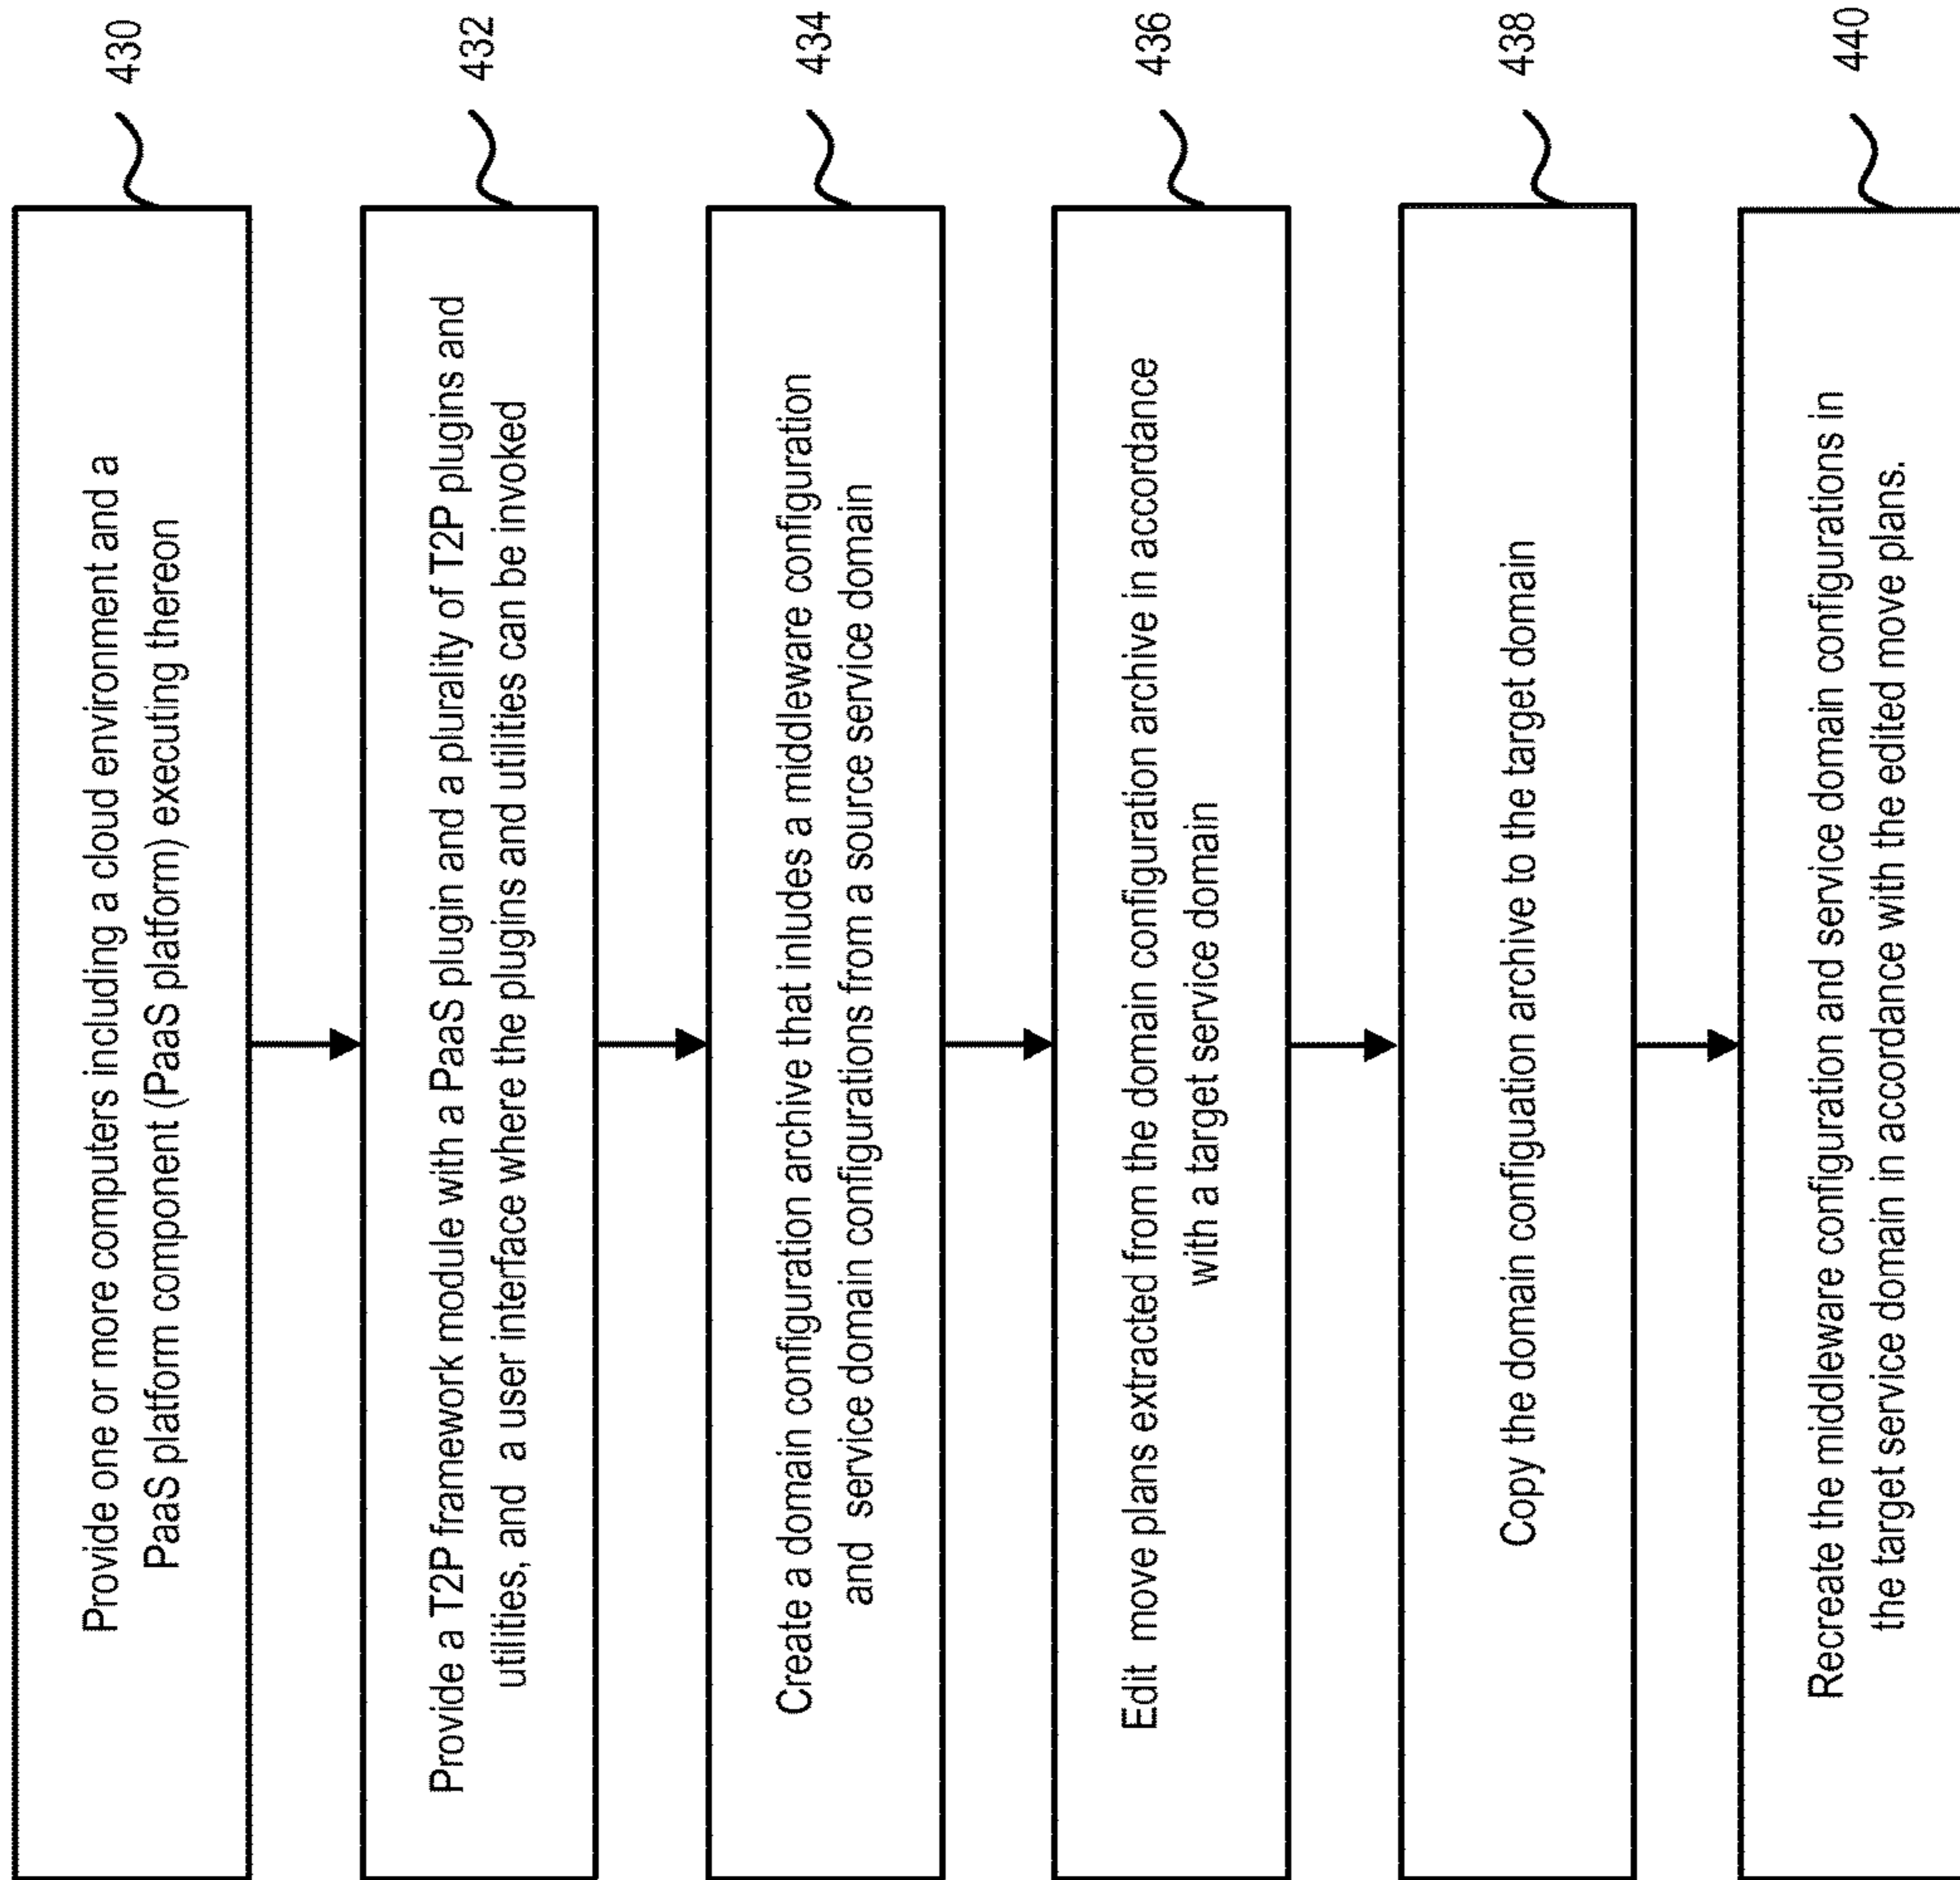 Provide one or more computers including a cloud environment and a
PaaS platform component (PaaS platform) executing thereon
430
Provide a T2P framework module with a PaaS plugin and a plurality of T2P plugins and
utilities, and a user interface where the plugins and utilities can be invoked
432
Create a domain configuration archive that inludes a middleware configuration
and service domain configurations from a source service domain
434
Edit move plans extracted from the domain configuration archive in accordance
with a target service domain
436
Copy the domain configuation archive to the target domain
438
Recreate the middleware configuration and service domain configurations in
the target service domain in accordance with the edited move plans.
440